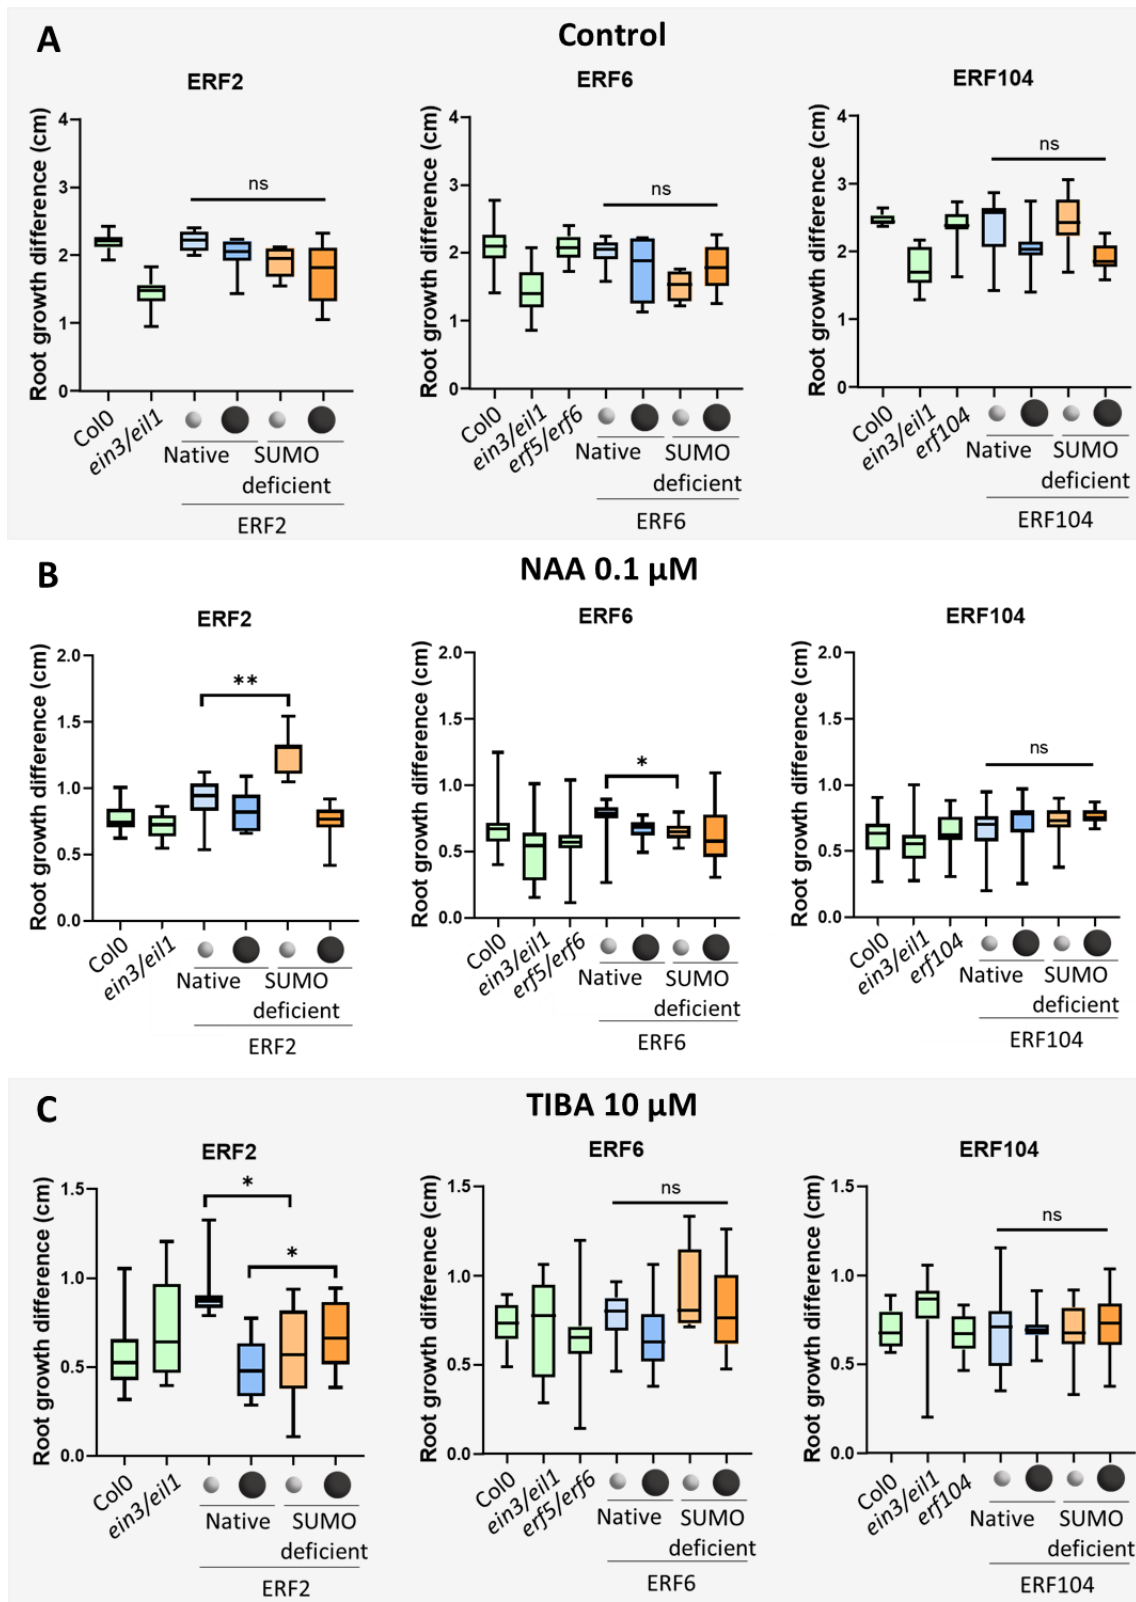 A
Control
ERF2
ERF6
ERF104
Root growth difference (cm)
4
3
2
1
0
ns
Col0
ein3/eil1
Native
SUMO
deficient
ERF2
Root growth difference (cm)
4
3
2
1
0
ns
Col0
ein3/eil1
erf5/erf6
Native
SUMO
deficient
ERF6
Root growth difference (cm)
4
3
2
1
0
ns
Col0
ein3/eil1
erf104
Native
SUMO
deficient
ERF104
B
NAA 0.1 µM
ERF2
ERF6
ERF104
Root growth difference (cm)
2.0
1.5
1.0
0.5
0.0
**
Col0
ein3/eil1
Native
SUMO
deficient
ERF2
Root growth difference (cm)
2.0
1.5
1.0
0.5
0.0
*
Col0
ein3/eil1
erf5/erf6
Native
SUMO
deficient
ERF6
Root growth difference (cm)
2.0
1.5
1.0
0.5
0.0
ns
Col0
ein3/eil1
erf104
Native
SUMO
deficient
ERF104
C
TIBA 10 µM
ERF2
ERF6
ERF104
Root growth difference (cm)
1.5
1.0
0.5
0.0
*
*
Col0
ein3/eil1
Native
SUMO
deficient
ERF2
Root growth difference (cm)
1.5
1.0
0.5
0.0
ns
Col0
ein3/eil1
erf5/erf6
Native
SUMO
deficient
ERF6
Root growth difference (cm)
1.5
1.0
0.5
0.0
ns
Col0
ein3/eil1
erf104
Native
SUMO
deficient
ERF104